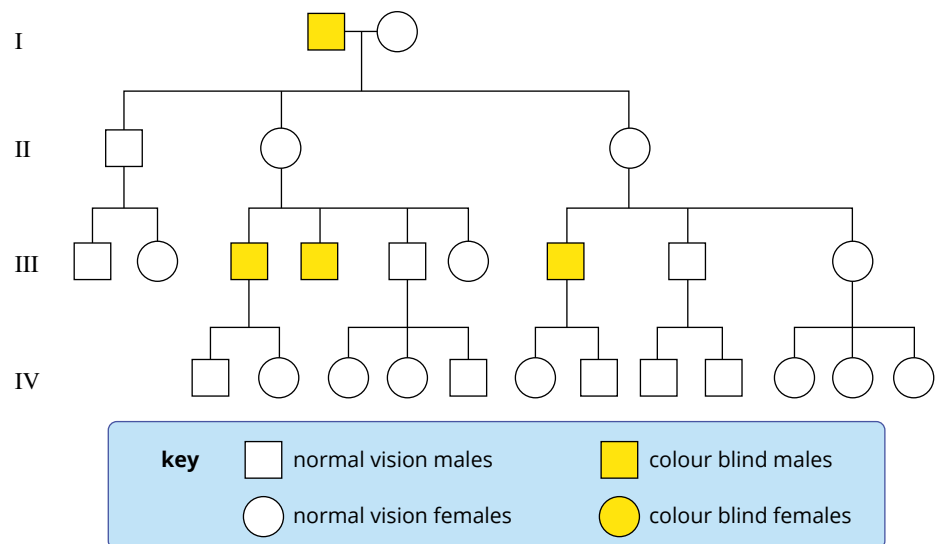 I
II
III
IV
key normal vision males colour blind males
normal vision females colour blind females